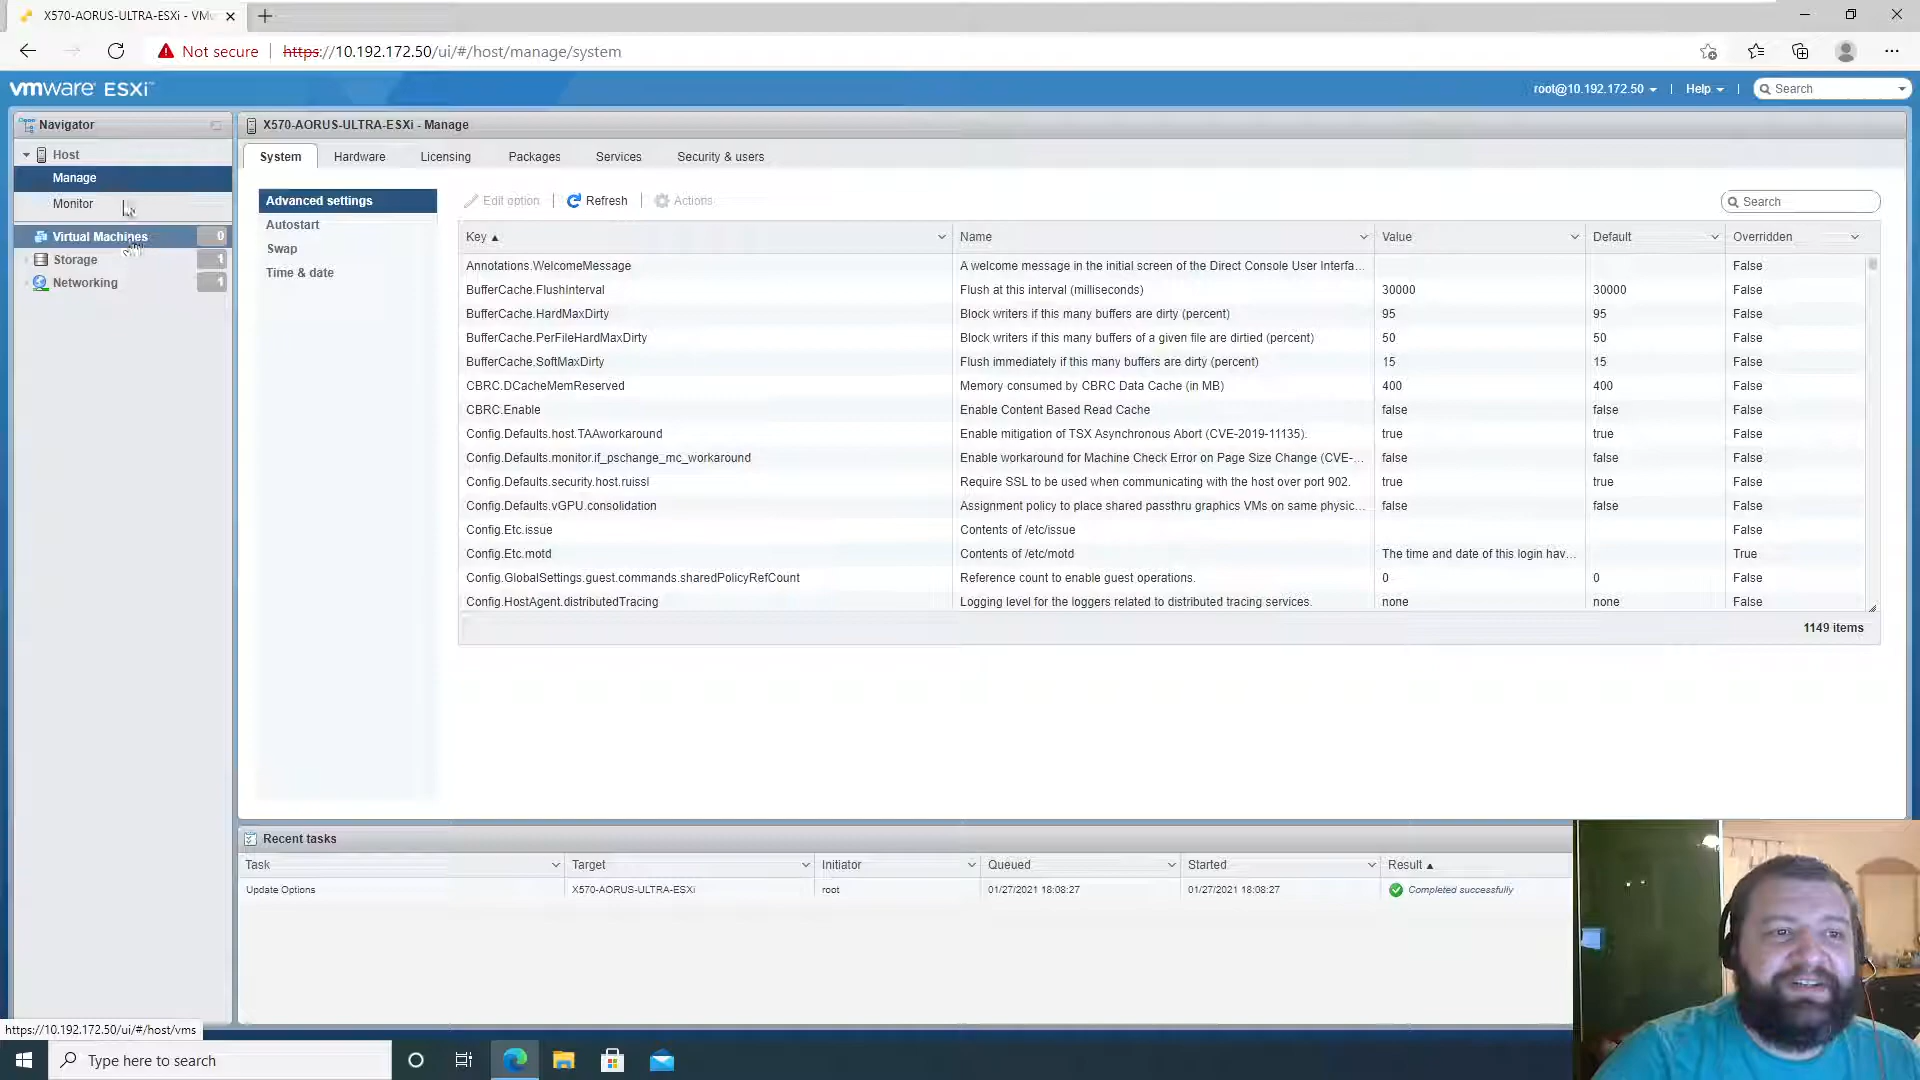 X570-AORUS-ULTRA-ESXi - VMw
Not secure
https://10.192.172.50/ui/#/host/manage/system
vmware ESXi
root@10.192.172.50
Help
Search
Navigator
Host
Manage
Monitor
Virtual Machines 0
Storage 1
Networking 1
X570-AORUS-ULTRA-ESXi - Manage
System Hardware Licensing Packages Services Security & users
Advanced settings
Autostart
Swap
Time & date
Edit option Refresh Actions Search
Key Name Value Default Overridden
Annotations.WelcomeMessage A welcome message in the initial screen of the Direct Console User Interfa... False
BufferCache.FlushInterval Flush at this interval (milliseconds) 30000 30000 False
BufferCache.HardMaxDirty Block writers if this many buffers are dirty (percent) 95 95 False
BufferCache.PerFileHardMaxDirty Block writers if this many buffers of a given file are dirtied (percent) 50 50 False
BufferCache.SoftMaxDirty Flush immediately if this many buffers are dirty (percent) 15 15 False
CBRC.DCacheMemReserved Memory consumed by CBRC Data Cache (in MB) 400 400 False
CBRC.Enable Enable Content Based Read Cache false false False
Config.Defaults.host.TAAworkaround Enable mitigation of TSX Asynchronous Abort (CVE-2019-11135). true true False
Config.Defaults.monitor.if_pschange_mc_workaround Enable workaround for Machine Check Error on Page Size Change (CVE-... false false False
Config.Defaults.security.host.ruissl Require SSL to be used when communicating with the host over port 902. true true False
Config.Defaults.vGPU.consolidation Assignment policy to place shared passthru graphics VMs on same physic... false false False
Config.Etc.issue Contents of /etc/issue False
Config.Etc.motd Contents of /etc/motd The time and date of this login hav... True
Config.GlobalSettings.guest.commands.sharedPolicyRefCount Reference count to enable guest operations. 0 0 False
Config.HostAgent.distributedTracing Logging level for the loggers related to distributed tracing services. none none False
1149 items
Recent tasks
Task Target Initiator Queued Started Result
Update Options X570-AORUS-ULTRA-ESXi root 01/27/2021 18:08:27 01/27/2021 18:08:27 Completed successfully
https://10.192.172.50/ui/#/host/vms
Type here to search